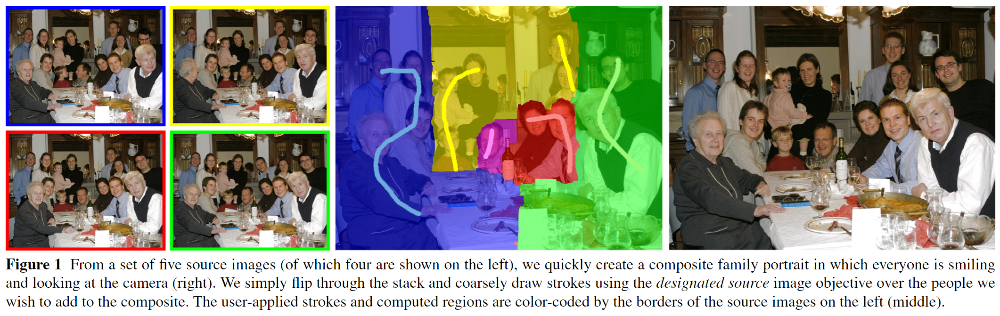 Figure 1 From a set of five source images (of which four are shown on the left), we quickly create a composite family portrait in which everyone is smiling
and looking at the camera (right). We simply flip through the stack and coarsely draw strokes using the designated source image objective over the people we
wish to add to the composite. The user-applied strokes and computed regions are color-coded by the borders of the source images on the left (middle).